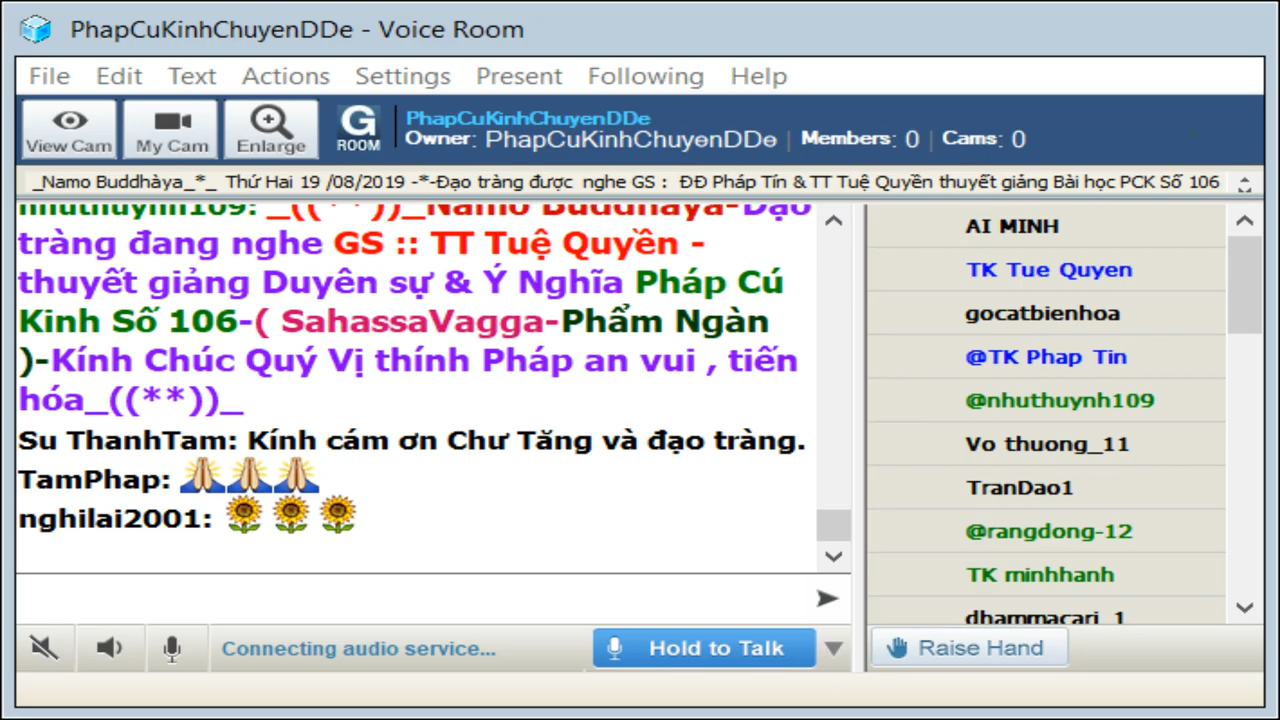 PhapCuKinhChuyenDDe - Voice Room
File Edit Text Actions Settings Present Following Help
View Cam My Cam Enlarge G ROOM
PhapCuKinhChuyenDDe
Owner: PhapCuKinhChuyenDDe | Members: 0 | Cams: 0
_Namo Buddhàya_*_ Thứ Hai 19 /08/2019 -*-Đạo tràng được nghe GS : ĐĐ Pháp Tín & TT Tuệ Quyền thuyết giảng Bài học PCK Số 106
nhuthuynh109: _((**))_Namo Buddhaya-Đạo
tràng đang nghe GS :: TT Tuệ Quyền -
thuyết giảng Duyên sự & Ý Nghĩa Pháp Cú
Kinh Số 106-( SahassaVagga-Phẩm Ngàn
)-Kính Chúc Quý Vị thính Pháp an vui , tiến
hóa_((**))_
Su ThanhTam: Kính cám ơn Chư Tăng và đạo tràng.
TamPhap: 🙏🙏🙏
nghilai2001: 🌻🌻🌻
AI MINH
TK Tue Quyen
gocatbienhoa
@TK Phap Tin
@nhuthuynh109
Vo thuong_11
TranDao1
@rangdong-12
TK minhhanh
dhammacari_1
Connecting audio service...
Hold to Talk
Raise Hand